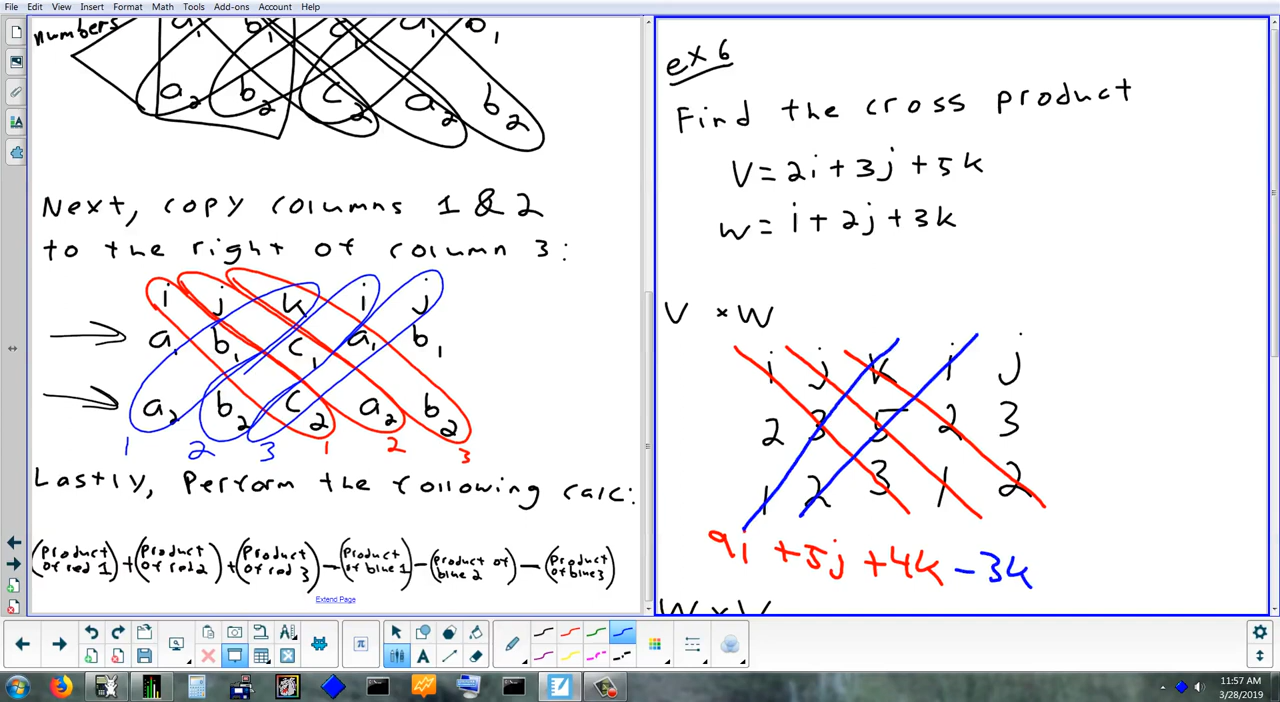 File Edit View Insert Format Math Tools Add-ons Account Help
numbers
a₁ b₁ c₁ a₁ b₁
a₂ b₂ c₂ a₂ b₂
Next, copy columns 1 & 2
to the right of column 3:
i j k i j
a₁ b₁ c₁ a₁ b₁
a₂ b₂ c₂ a₂ b₂
1 2 3 1 2 3
Lastly, Perform the following calc:
(Product of red 1) + (Product of red 2) + (Product of red 3) - (Product of blue 1) - (Product of blue 2) - (Product of blue 3)
Extend Page
ex 6
Find the cross product
V = 2i + 3j + 5k
w = i + 2j + 3k
V × W
i j k i j
2 3 5 2 3
1 2 3 1 2
9i + 5j + 4k - 3k
W × V
11:57 AM
3/28/2019